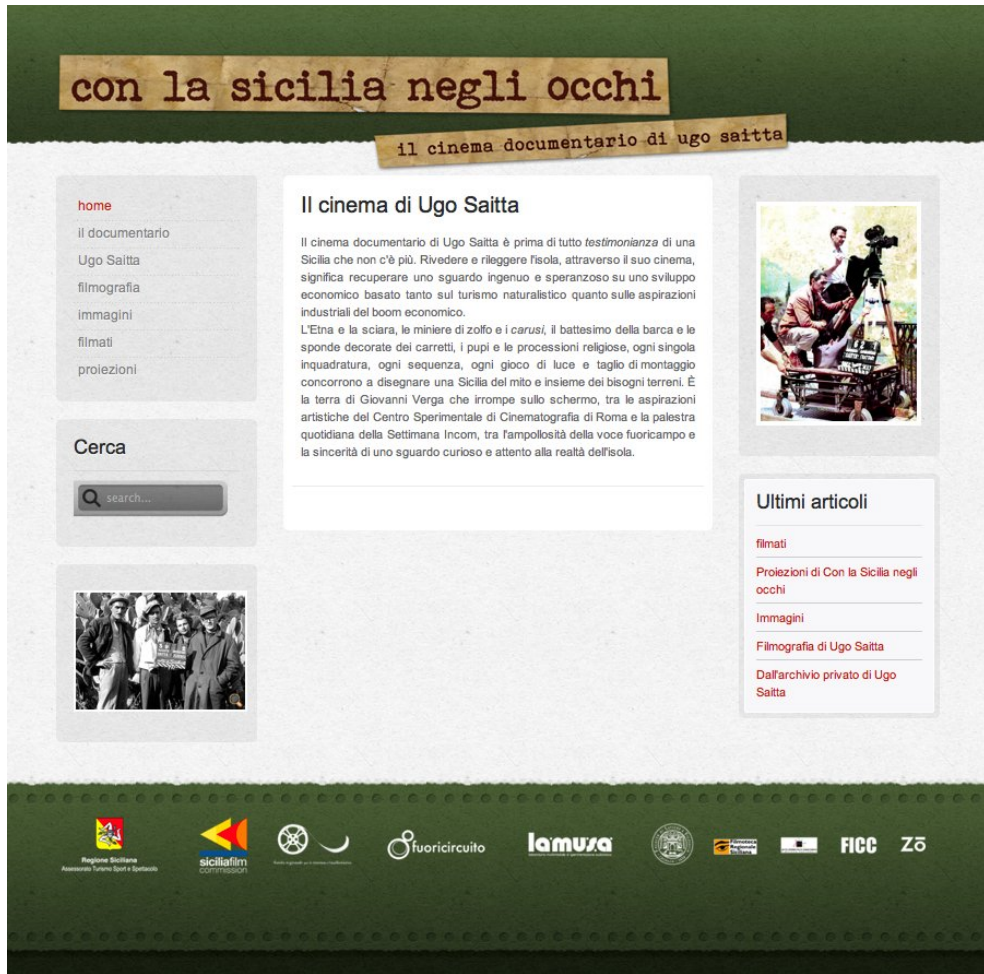 con la sicilia negli occhi
il cinema documentario di ugo saitta
home
il documentario
Ugo Saitta
filmografia
immagini
filmati
proiezioni
Cerca
search...
Il cinema di Ugo Saitta
Il cinema documentario di Ugo Saitta è prima di tutto testimonianza di una
Sicilia che non c'è più. Rivedere e rileggere l'isola, attraverso il suo cinema,
significa recuperare uno sguardo ingenuo e speranzoso su uno sviluppo
economico basato tanto sul turismo naturalistico quanto sulle aspirazioni
industriali del boom economico.
L'Etna e la sciara, le miniere di zolfo e i carusi, il battesimo della barca e le
sponde decorate dei carretti, i pupi e le processioni religiose, ogni singola
inquadratura, ogni sequenza, ogni gioco di luce e taglio di montaggio
concorrono a disegnare una Sicilia del mito e insieme dei bisogni terreni. È
la terra di Giovanni Verga che irrompe sullo schermo, tra le aspirazioni
artistiche del Centro Sperimentale di Cinematografia di Roma e la palestra
quotidiana della Settimana Incom, tra l'ampollosità della voce fuoricampo e
la sincerità di uno sguardo curioso e attento alla realtà dell'isola.
Ultimi articoli
filmati
Proiezioni di Con la Sicilia negli
occhi
Immagini
Filmografia di Ugo Saitta
Dall'archivio privato di Ugo
Saitta
Regione Siciliana
Assessorato Turismo Sport e Spettacolo
siciliafilm
commission
fuoricircuito
lamusa
Filmoteca
Regionale
Siciliana
FICC
Zō